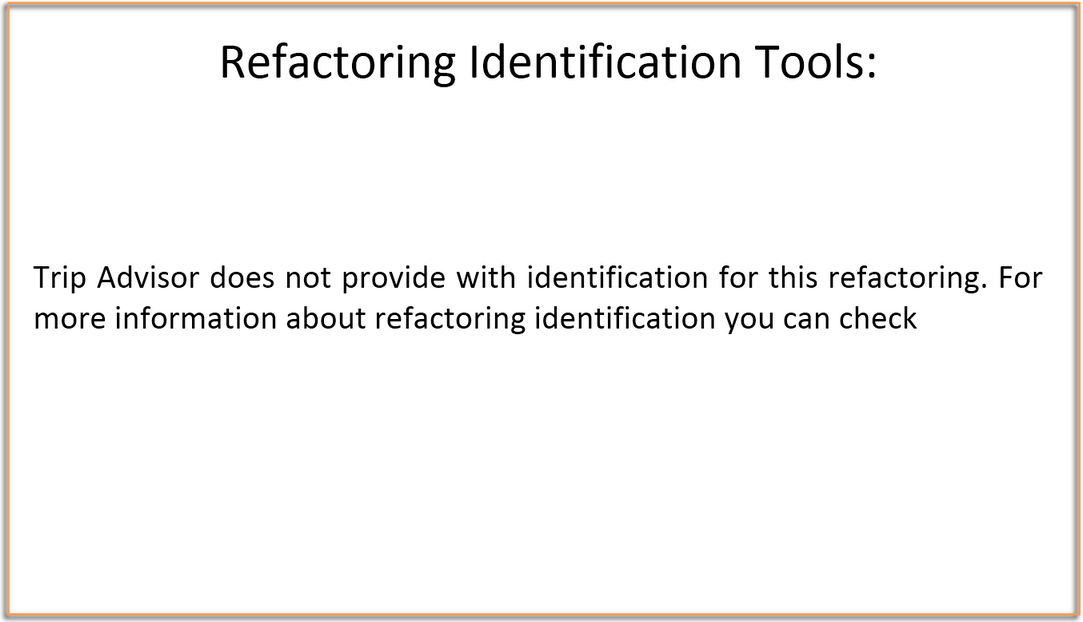 Refactoring Identification Tools:
Trip Advisor does not provide with identification for this refactoring. For
more information about refactoring identification you can check